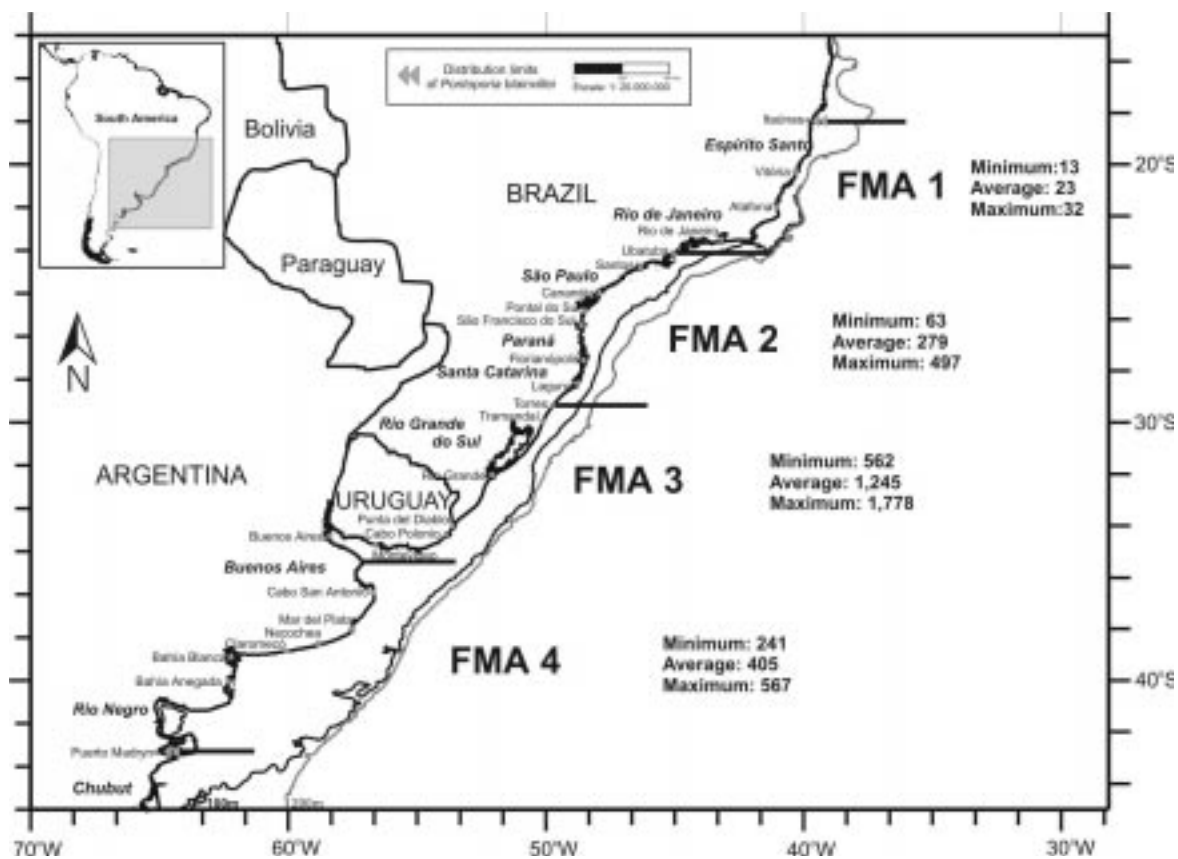 South America
Distribution limits
of Pontoporia blainvillei
Bolivia
Paraguay
BRAZIL
ARGENTINA
URUGUAY
N
Espírito Santo
Vitória
20°S
FMA 1
Minimum:13
Average: 23
Maximum:32
Rio de Janeiro
Rio de Janeiro
Ubatuba
Santos
São Paulo
Pontal do Sul
São Francisco do Sul
Paraná
Florianópolis
Santa Catarina
Laguna
FMA 2
Minimum: 63
Average: 279
Maximum: 497
Torres
Tramandaí
Rio Grande
do Sul
30°S
Rio Grande
FMA 3
Minimum: 562
Average: 1,245
Maximum: 1,778
Punta del Diablo
Cabo Polonio
Montevideo
Buenos Aires
Buenos Aires
Cabo San Antonio
Mar del Plata
Necochea
Claromecó
Bahía Blanca
Bahía Anegada
FMA 4
Minimum: 241
Average: 405
Maximum: 567
40°S
Río Negro
Puerto Madryn
Chubut
70°W
60°W
50°W
40°W
30°W